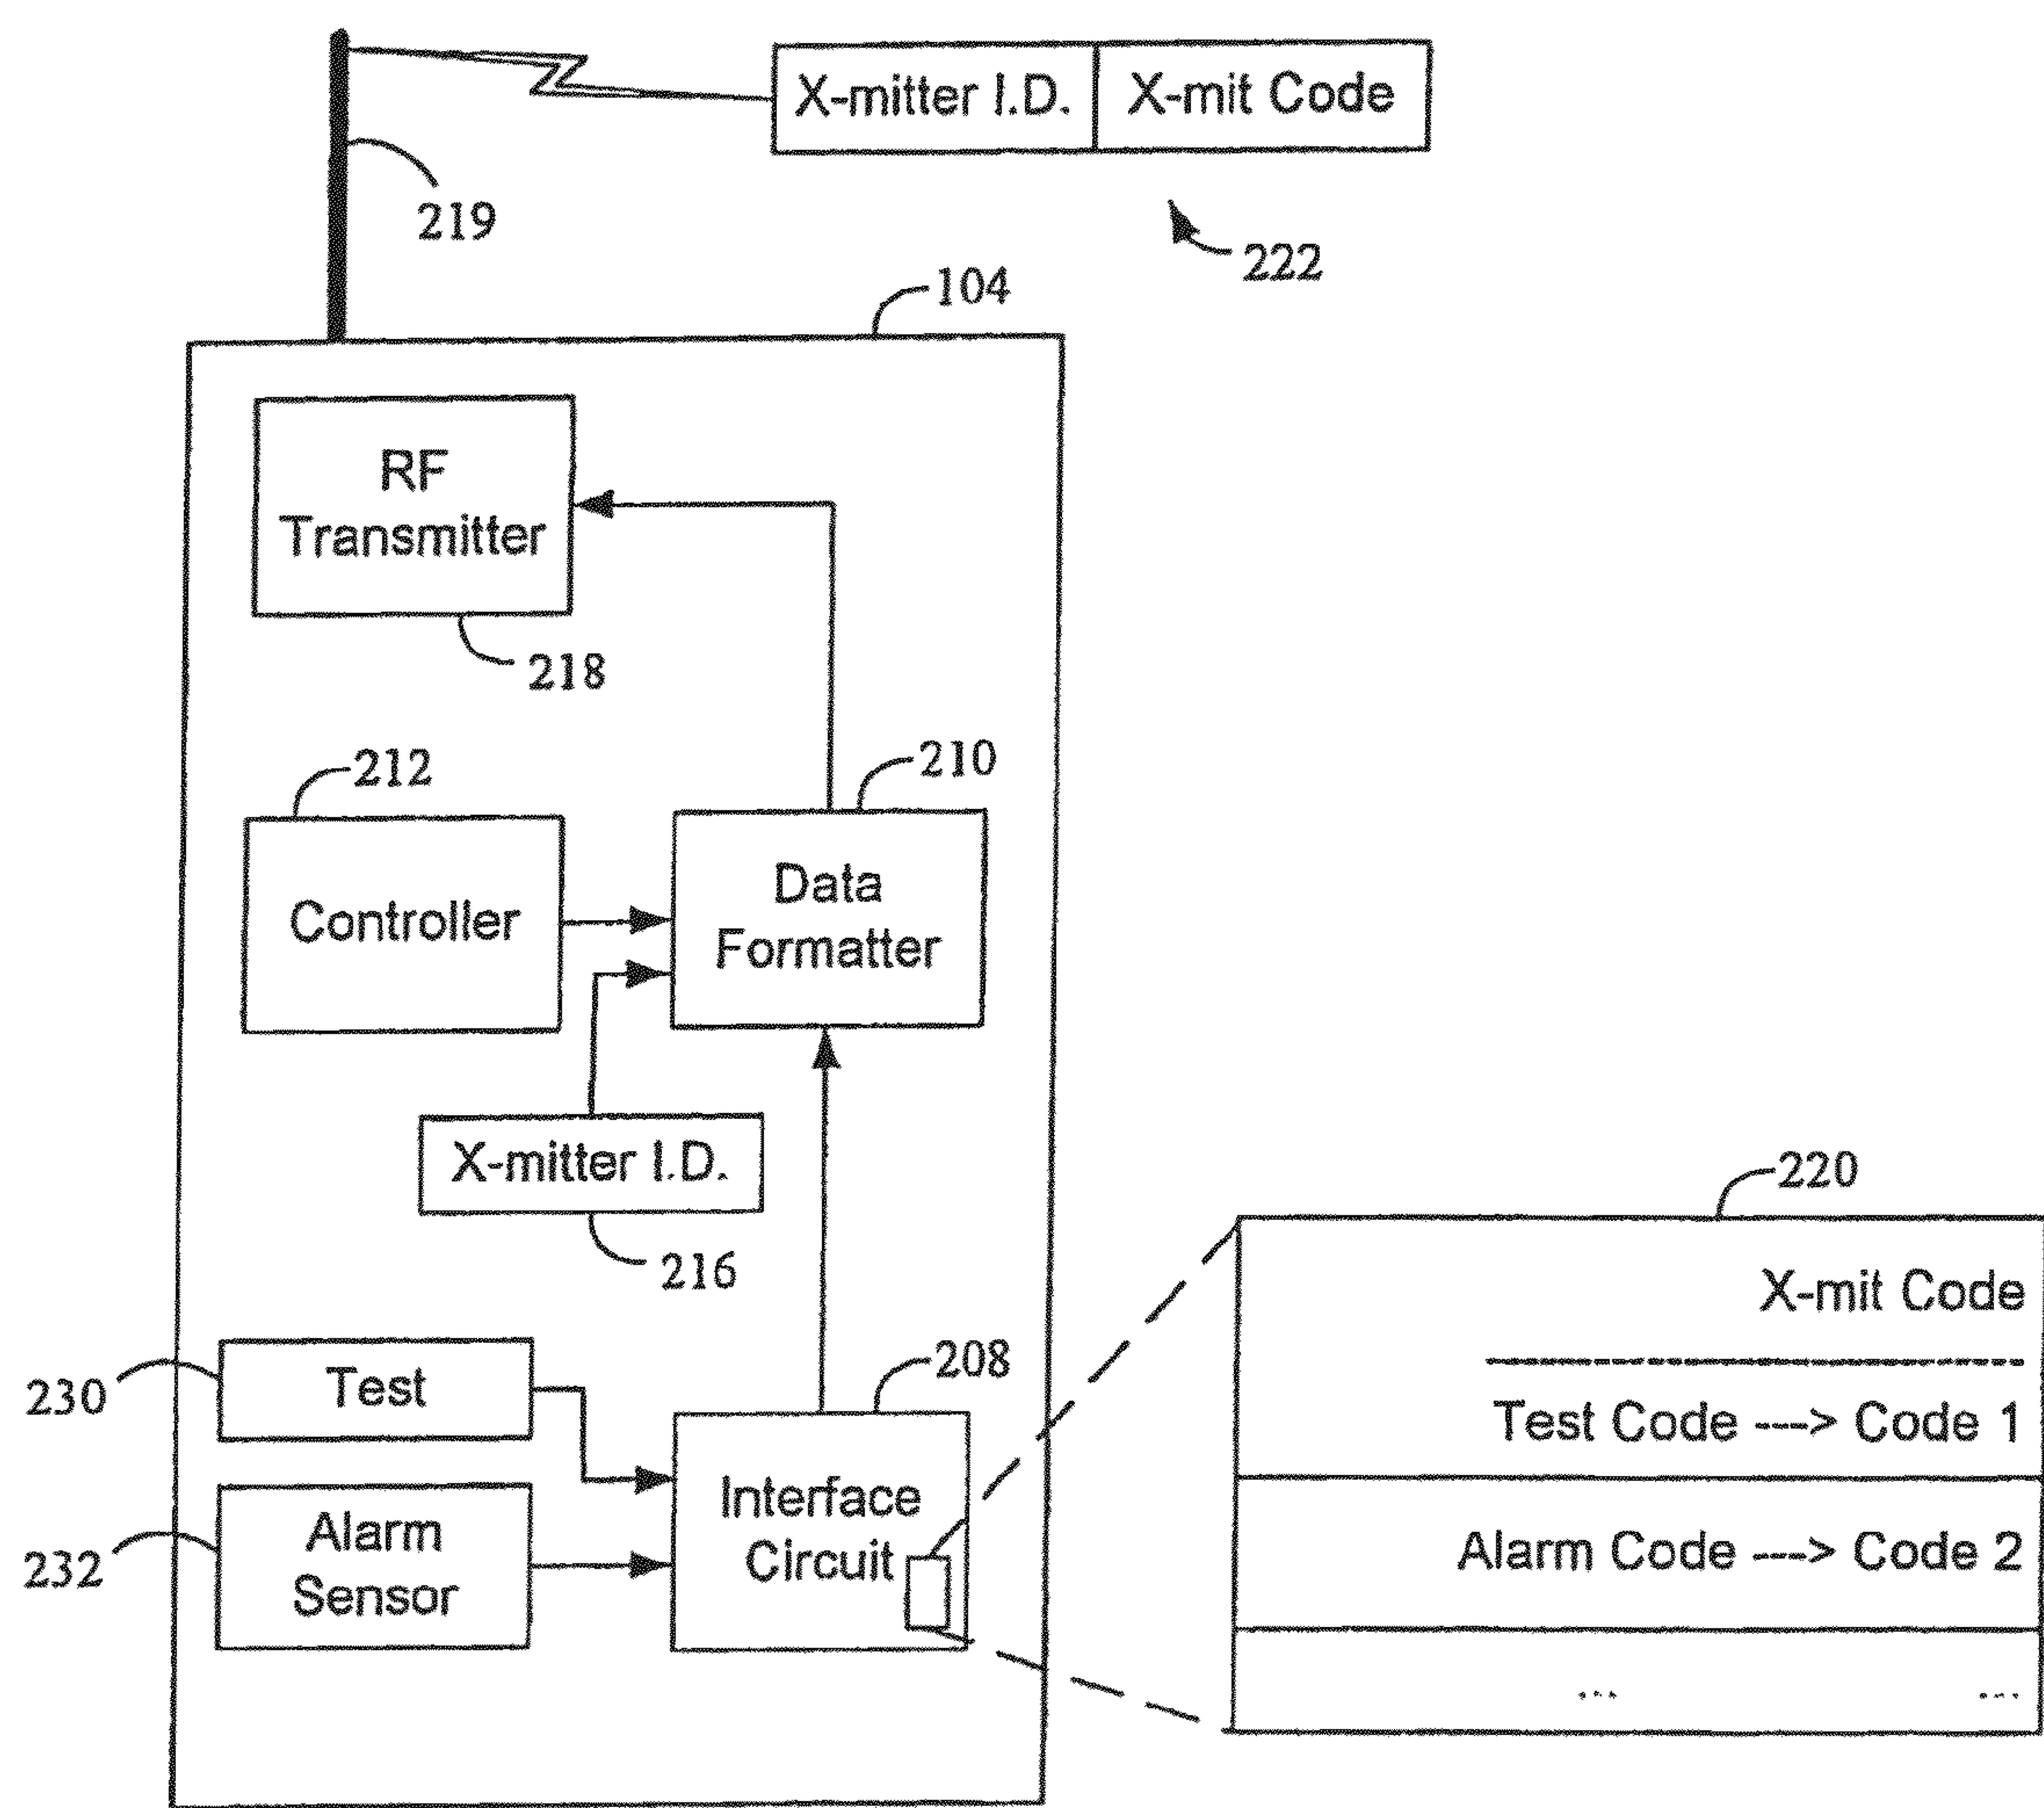 X-mitter I.D. X-mit Code
219
222
104
RF
Transmitter
218
212
210
Controller
Data
Formatter
X-mitter I.D.
216
220
X-mit Code
Test Code ---> Code 1
Alarm Code ---> Code 2
... ...
230
Test
208
232
Alarm
Sensor
Interface
Circuit